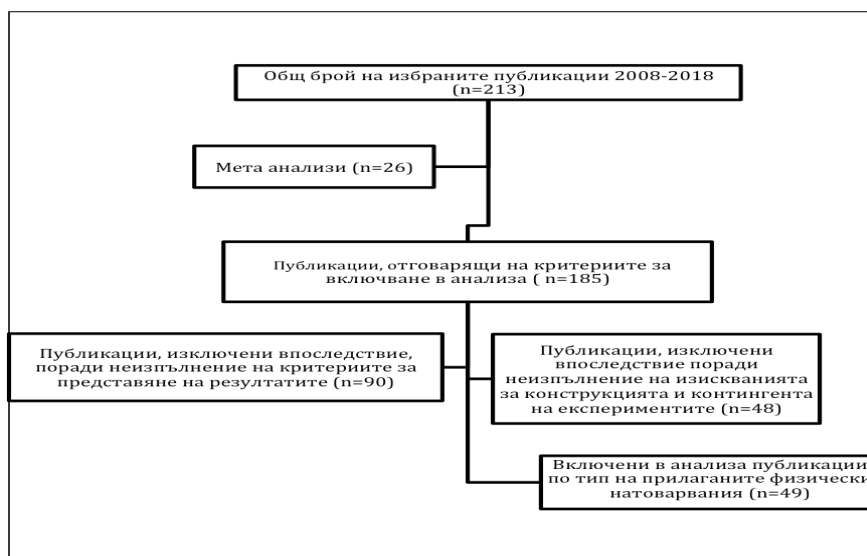 Общ брой на избраните публикации 2008-2018
(n=213)
Мета анализи (n=26)
Публикации, отговарящи на критериите за
включване в анализа ( n=185)
Публикации, изключени впоследствие,
поради неизпълнение на критериите за
представяне на резултатите (n=90)
Публикации, изключени
впоследствие поради
неизпълнение на изискванията
за конструкцията и контингента
на експериментите (n=48)
Включени в анализа публикации
по тип на прилаганите физически
натоварвания (n=49)